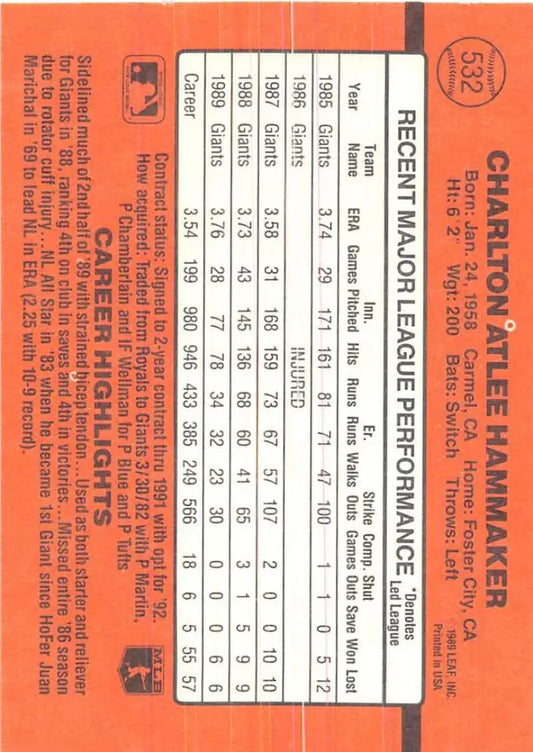 532
CHARLTON ATLEE HAMMAKER
Born: Jan. 24, 1958 Carmel, CA Home: Foster City, CA
Ht: 6' 2" Wgt: 200 Bats: Switch Throws: Left
©1989 LEAF, INC.
Printed in USA
RECENT MAJOR LEAGUE PERFORMANCE *Denotes Led League
Year Team Name ERA Games Inn. Pitched Hits Runs Er. Runs Walks Strike Outs Comp. Games Shut Outs Save Won Lost
1985 Giants 3.74 29 171 161 81 71 47 100 1 1 0 5 12
1986 Giants INJURED
1987 Giants 3.58 31 168 159 73 67 57 107 2 0 0 10 10
1988 Giants 3.73 43 145 136 68 60 41 65 3 1 5 9 9
1989 Giants 3.76 28 77 78 34 32 23 30 0 0 0 6 6
Career 3.54 199 980 946 433 385 249 566 18 6 5 55 57
Contract status: Signed to 2-year contract thru 1991 with opt for '92.
How acquired: Traded from Royals to Giants 3/30/82 with P Martin,
P Chamberlain and IF Wellman for P Blue and P Tufts
MLB
CAREER HIGHLIGHTS
Sidelined much of 2nd half of '89 with strained bicep tendon...Used as both starter and reliever
for Giants in '88, ranking 4th on club in saves and 4th in victories...Missed entire '86 season
due to rotator cuff injury...NL All Star in '83 when he became 1st Giant since HoFer Juan
Marichal in '69 to lead NL in ERA (2.25 with 10-9 record).